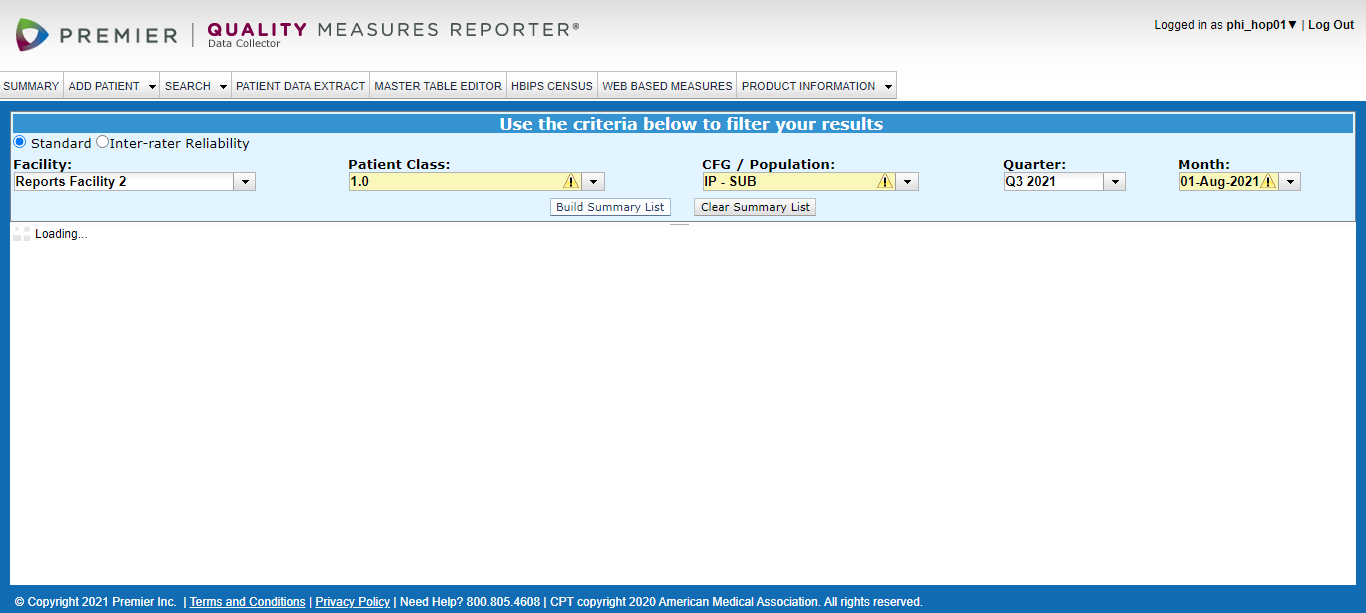 PREMIER | QUALITY MEASURES REPORTER®
Data Collector
Logged in as phi_hop01▼ | Log Out
SUMMARY ADD PATIENT SEARCH PATIENT DATA EXTRACT MASTER TABLE EDITOR HBIPS CENSUS WEB BASED MEASURES PRODUCT INFORMATION
Use the criteria below to filter your results
Standard Inter-rater Reliability
Facility: Patient Class: CFG / Population: Quarter: Month:
Reports Facility 2 1.0 IP - SUB Q3 2021 01-Aug-2021
Build Summary List Clear Summary List
Loading...
© Copyright 2021 Premier Inc. | Terms and Conditions | Privacy Policy | Need Help? 800.805.4608 | CPT copyright 2020 American Medical Association. All rights reserved.